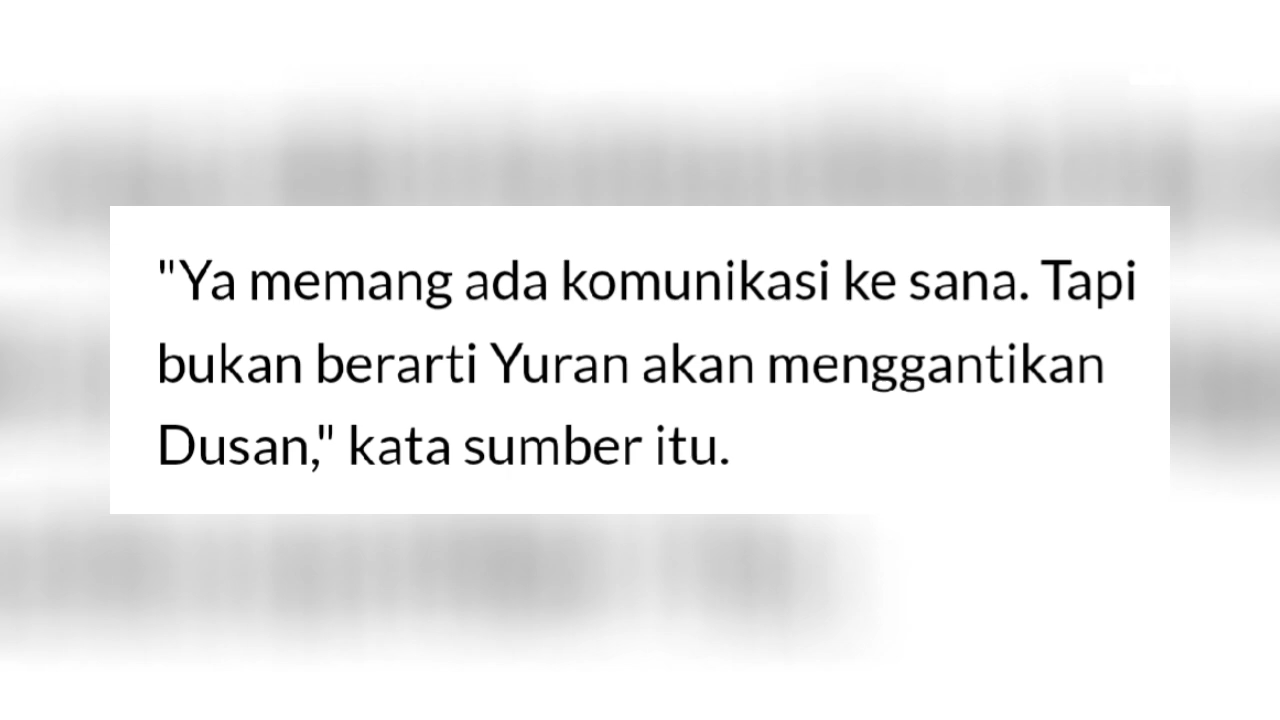 "Ya memang ada komunikasi ke sana. Tapi
bukan berarti Yuran akan menggantikan
Dusan," kata sumber itu.